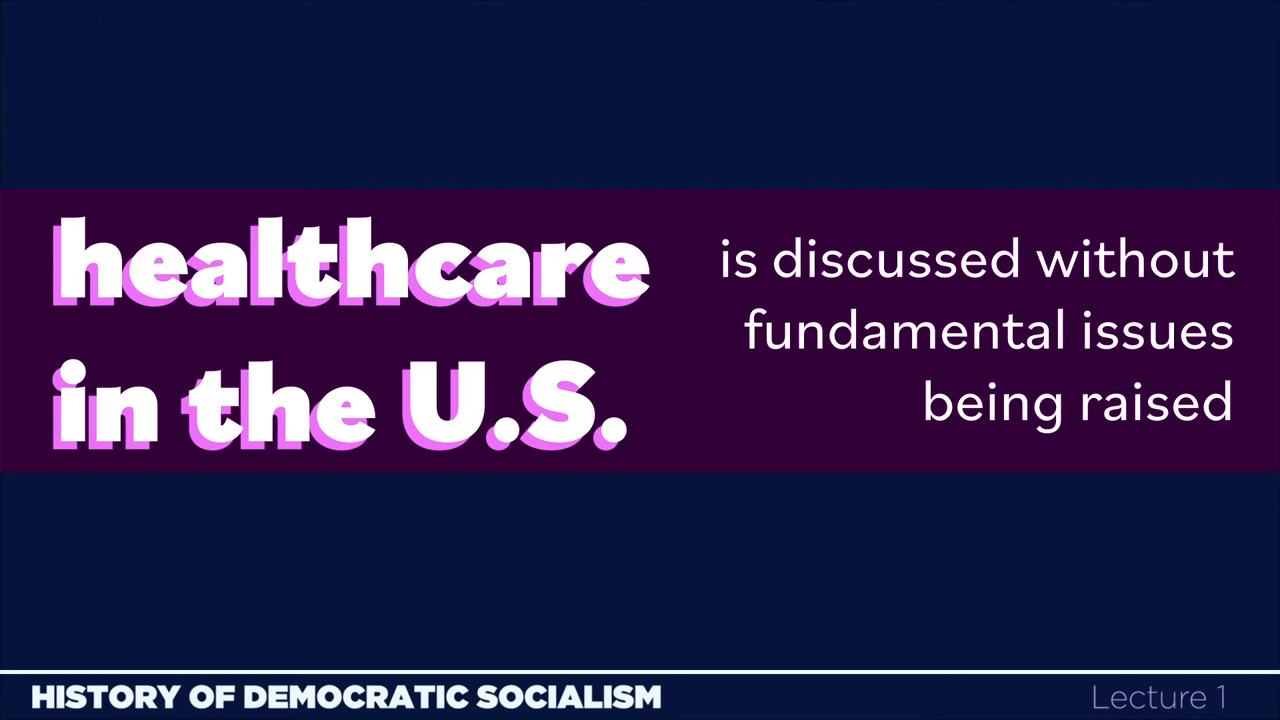 healthcare
in the U.S.
is discussed without
fundamental issues
being raised
HISTORY OF DEMOCRATIC SOCIALISM
Lecture 1